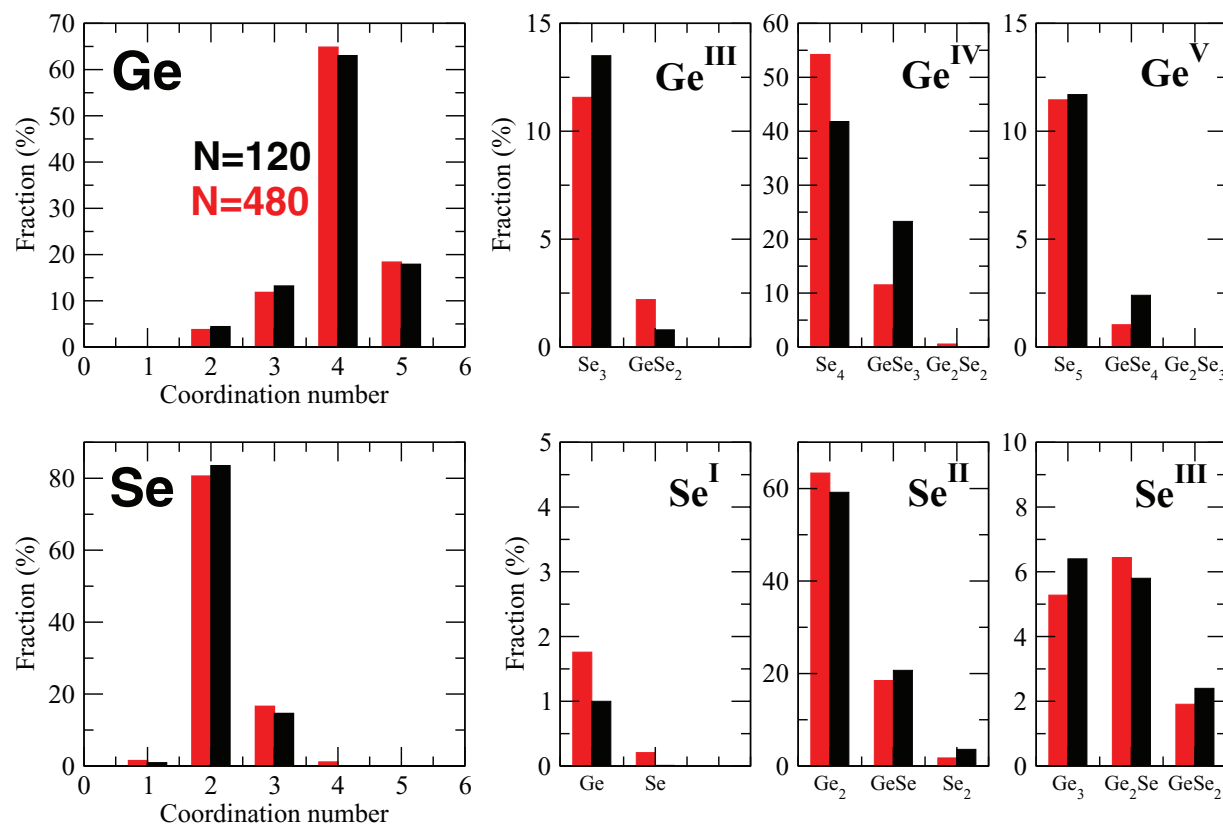 70
60
50
40
30
20
10
0
Fraction (%)
Ge
N=120
N=480
0 1 2 3 4 5 6
Coordination number
15
10
5
0
Fraction (%)
Ge^III
Se₃ GeSe₂
60
50
40
30
20
10
0
Ge^IV
Se₄ GeSe₃ Ge₂Se₂
15
10
5
0
Ge^V
Se₅ GeSe₄ Ge₂Se₃
80
60
40
20
0
Fraction (%)
Se
0 1 2 3 4 5 6
Coordination number
5
4
3
2
1
0
Fraction (%)
Se^I
Ge Se
60
40
20
0
Se^II
Ge₂ GeSe Se₂
10
8
6
4
2
0
Se^III
Ge₃ Ge₂Se GeSe₂